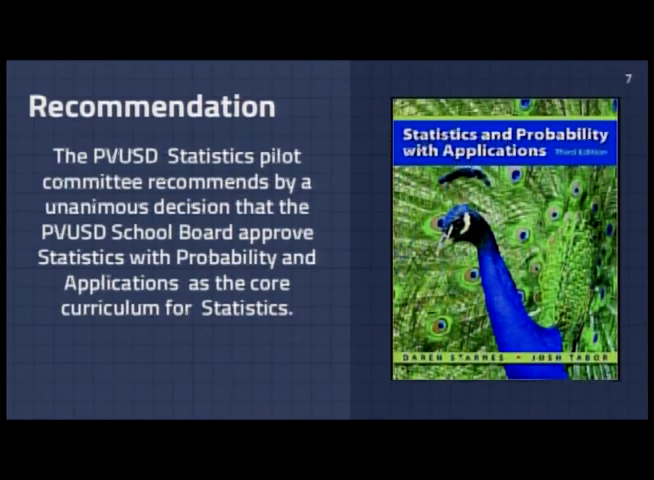 7
Recommendation
The PVUSD Statistics pilot
committee recommends by a
unanimous decision that the
PVUSD School Board approve
Statistics with Probability and
Applications as the core
curriculum for Statistics.
Statistics and Probability
with Applications Third Edition
DAREN STARNES • JOSH TABOR